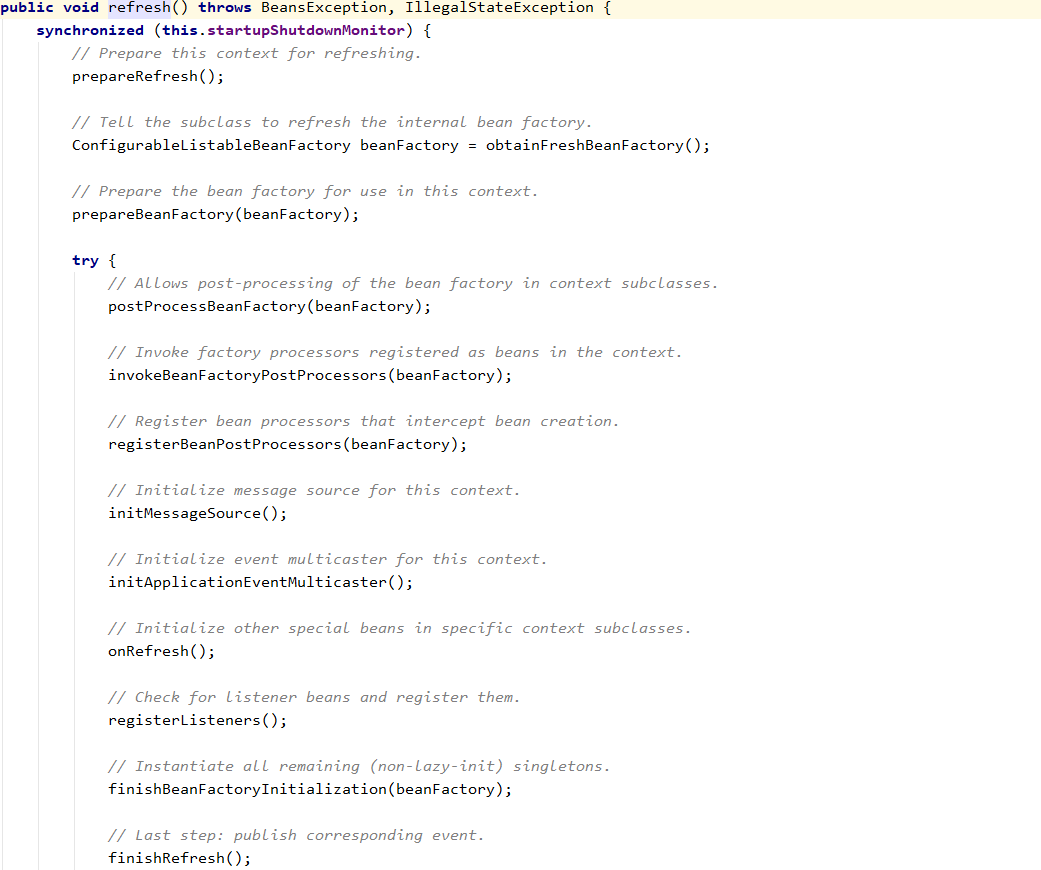 public void refresh() throws BeansException, IllegalStateException {
synchronized (this.startupShutdownMonitor) {
// Prepare this context for refreshing.
prepareRefresh();
// Tell the subclass to refresh the internal bean factory.
ConfigurableListableBeanFactory beanFactory = obtainFreshBeanFactory();
// Prepare the bean factory for use in this context.
prepareBeanFactory(beanFactory);
try {
// Allows post-processing of the bean factory in context subclasses.
postProcessBeanFactory(beanFactory);
// Invoke factory processors registered as beans in the context.
invokeBeanFactoryPostProcessors(beanFactory);
// Register bean processors that intercept bean creation.
registerBeanPostProcessors(beanFactory);
// Initialize message source for this context.
initMessageSource();
// Initialize event multicaster for this context.
initApplicationEventMulticaster();
// Initialize other special beans in specific context subclasses.
onRefresh();
// Check for listener beans and register them.
registerListeners();
// Instantiate all remaining (non-lazy-init) singletons.
finishBeanFactoryInitialization(beanFactory);
// Last step: publish corresponding event.
finishRefresh();